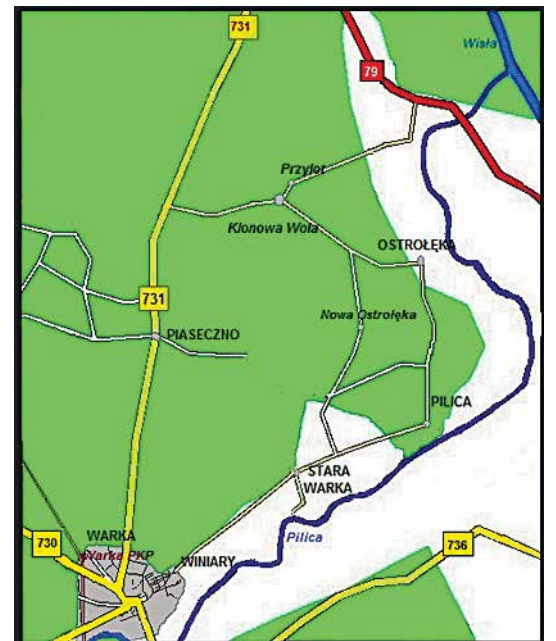 731
Wisła
79
Przylot
Klonowa Wola
OSTROŁĘKA
731
Nowa Ostrołęka
PIASECZNO
PILICA
STARA
WARKA
WARKA
730
Warka PKP
WINIARY
Pilica
736